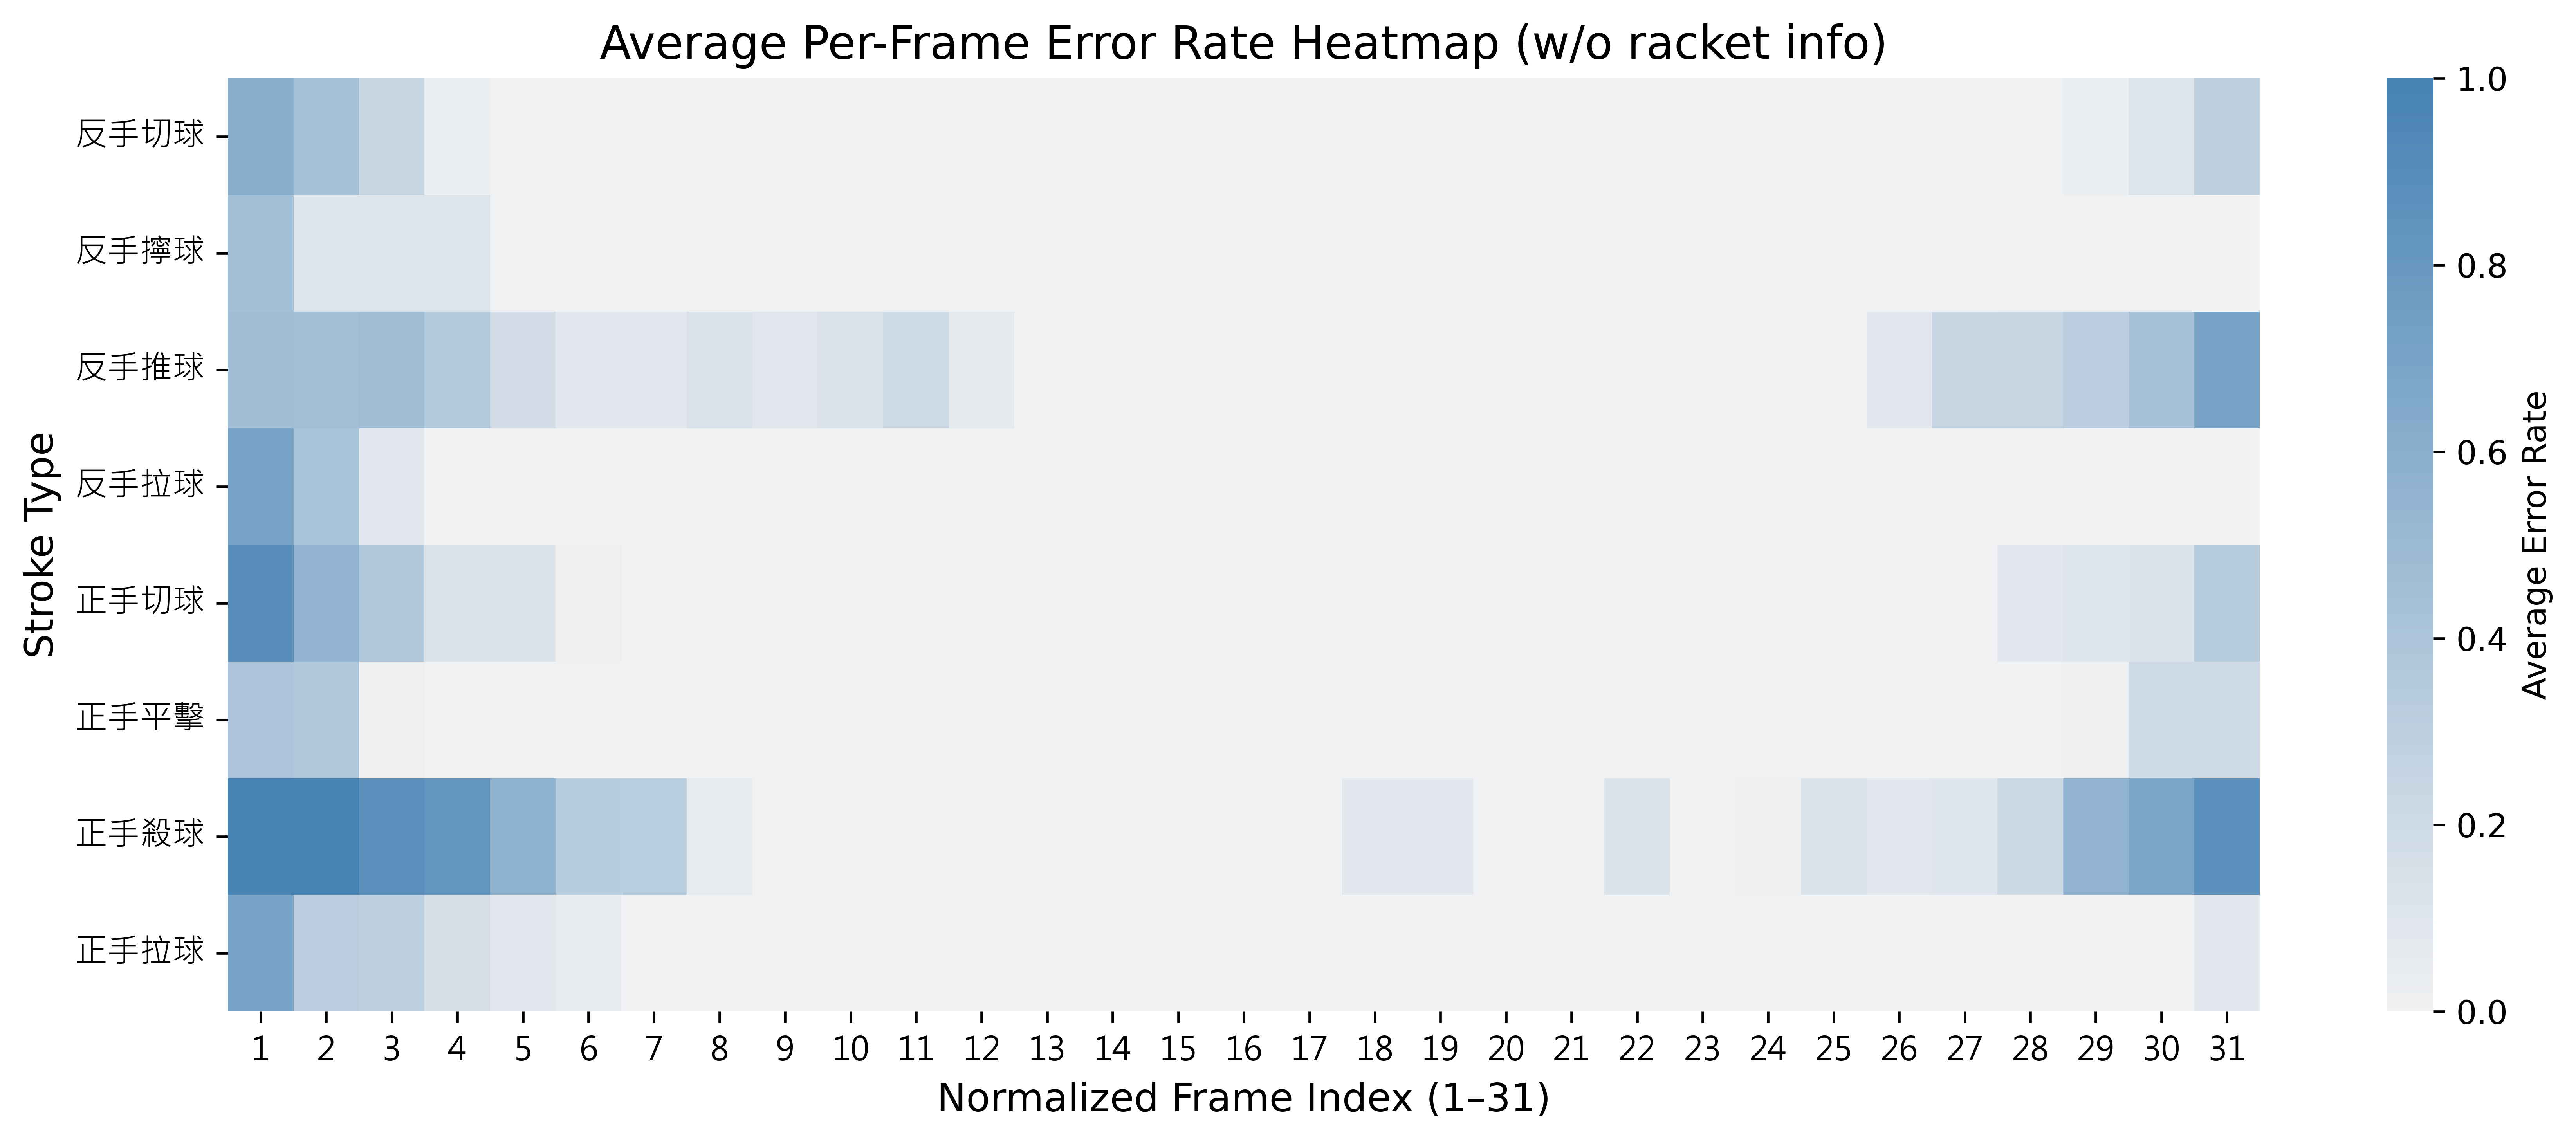 Average Per-Frame Error Rate Heatmap (w/o racket info)
Stroke Type
反手切球
反手擰球
反手推球
反手拉球
正手切球
正手平擊
正手殺球
正手拉球
1 2 3 4 5 6 7 8 9 10 11 12 13 14 15 16 17 18 19 20 21 22 23 24 25 26 27 28 29 30 31
Normalized Frame Index (1–31)
1.0
0.8
0.6
0.4
0.2
0.0
Average Error Rate